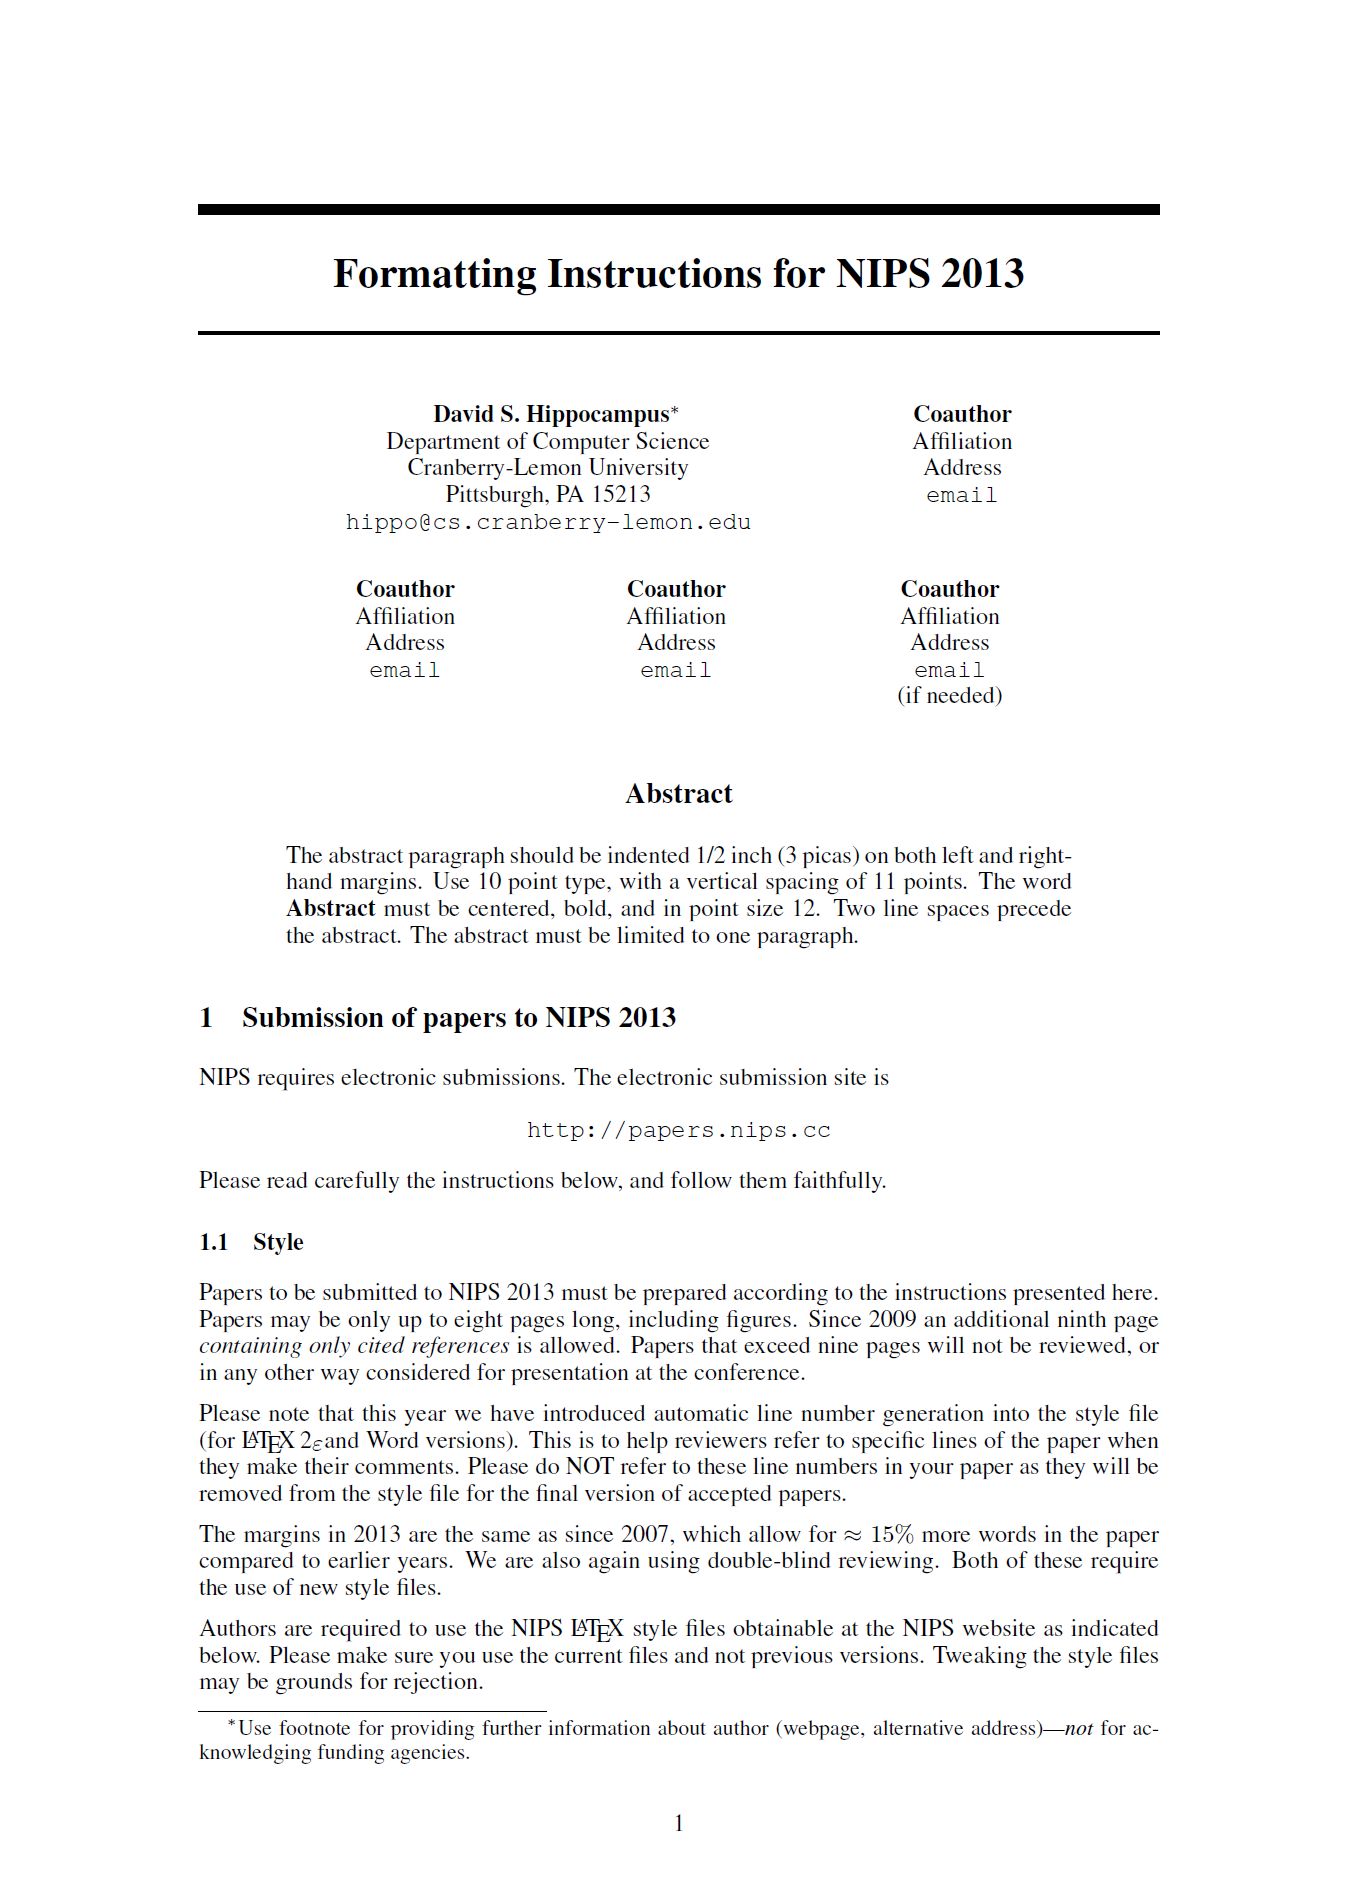 Formatting Instructions for NIPS 2013
David S. Hippocampus*
Department of Computer Science
Cranberry-Lemon University
Pittsburgh, PA 15213
hippo@cs.cranberry-lemon.edu
Coauthor
Affiliation
Address
email
Coauthor
Affiliation
Address
email
Coauthor
Affiliation
Address
email
Coauthor
Affiliation
Address
email
(if needed)
Abstract
The abstract paragraph should be indented 1/2 inch (3 picas) on both left and right-
hand margins. Use 10 point type, with a vertical spacing of 11 points. The word
Abstract must be centered, bold, and in point size 12. Two line spaces precede
the abstract. The abstract must be limited to one paragraph.
1 Submission of papers to NIPS 2013
NIPS requires electronic submissions. The electronic submission site is
http://papers.nips.cc
Please read carefully the instructions below, and follow them faithfully.
1.1 Style
Papers to be submitted to NIPS 2013 must be prepared according to the instructions presented here.
Papers may be only up to eight pages long, including figures. Since 2009 an additional ninth page
containing only cited references is allowed. Papers that exceed nine pages will not be reviewed, or
in any other way considered for presentation at the conference.
Please note that this year we have introduced automatic line number generation into the style file
(for LATEX 2εand Word versions). This is to help reviewers refer to specific lines of the paper when
they make their comments. Please do NOT refer to these line numbers in your paper as they will be
removed from the style file for the final version of accepted papers.
The margins in 2013 are the same as since 2007, which allow for ≈ 15% more words in the paper
compared to earlier years. We are also again using double-blind reviewing. Both of these require
the use of new style files.
Authors are required to use the NIPS LATEX style files obtainable at the NIPS website as indicated
below. Please make sure you use the current files and not previous versions. Tweaking the style files
may be grounds for rejection.
*Use footnote for providing further information about author (webpage, alternative address)—not for ac-
knowledging funding agencies.
1